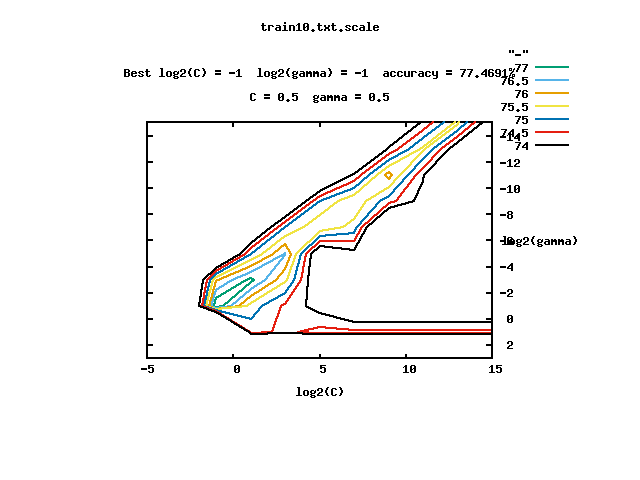 train10.txt.scale
"-"
Best log2(C) = -1  log2(gamma) = -1  accuracy = 77.4691%
77
76.5
C = 0.5  gamma = 0.5
76
75.5
75
74.5
74
-14
-12
-10
-8
-6
log2(gamma)
-4
-2
0
2
-5 0 5 10 15
log2(C)